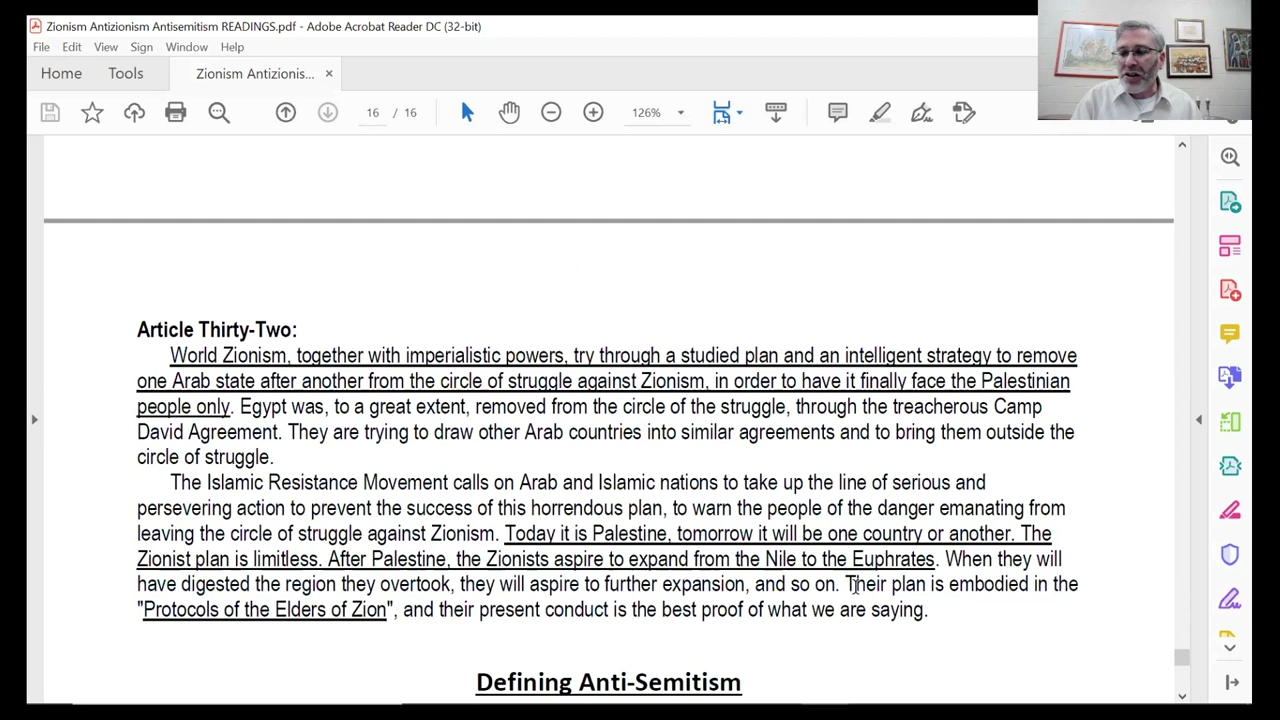 Zionism Antizionism Antisemitism READINGS.pdf - Adobe Acrobat Reader DC (32-bit)
File Edit View Sign Window Help
Home Tools Zionism Antizionis... ×
16 / 16 126%
Article Thirty-Two:
World Zionism, together with imperialistic powers, try through a studied plan and an intelligent strategy to remove
one Arab state after another from the circle of struggle against Zionism, in order to have it finally face the Palestinian
people only. Egypt was, to a great extent, removed from the circle of the struggle, through the treacherous Camp
David Agreement. They are trying to draw other Arab countries into similar agreements and to bring them outside the
circle of struggle.
The Islamic Resistance Movement calls on Arab and Islamic nations to take up the line of serious and
persevering action to prevent the success of this horrendous plan, to warn the people of the danger emanating from
leaving the circle of struggle against Zionism. Today it is Palestine, tomorrow it will be one country or another. The
Zionist plan is limitless. After Palestine, the Zionists aspire to expand from the Nile to the Euphrates. When they will
have digested the region they overtook, they will aspire to further expansion, and so on. Their plan is embodied in the
"Protocols of the Elders of Zion", and their present conduct is the best proof of what we are saying.
Defining Anti-Semitism